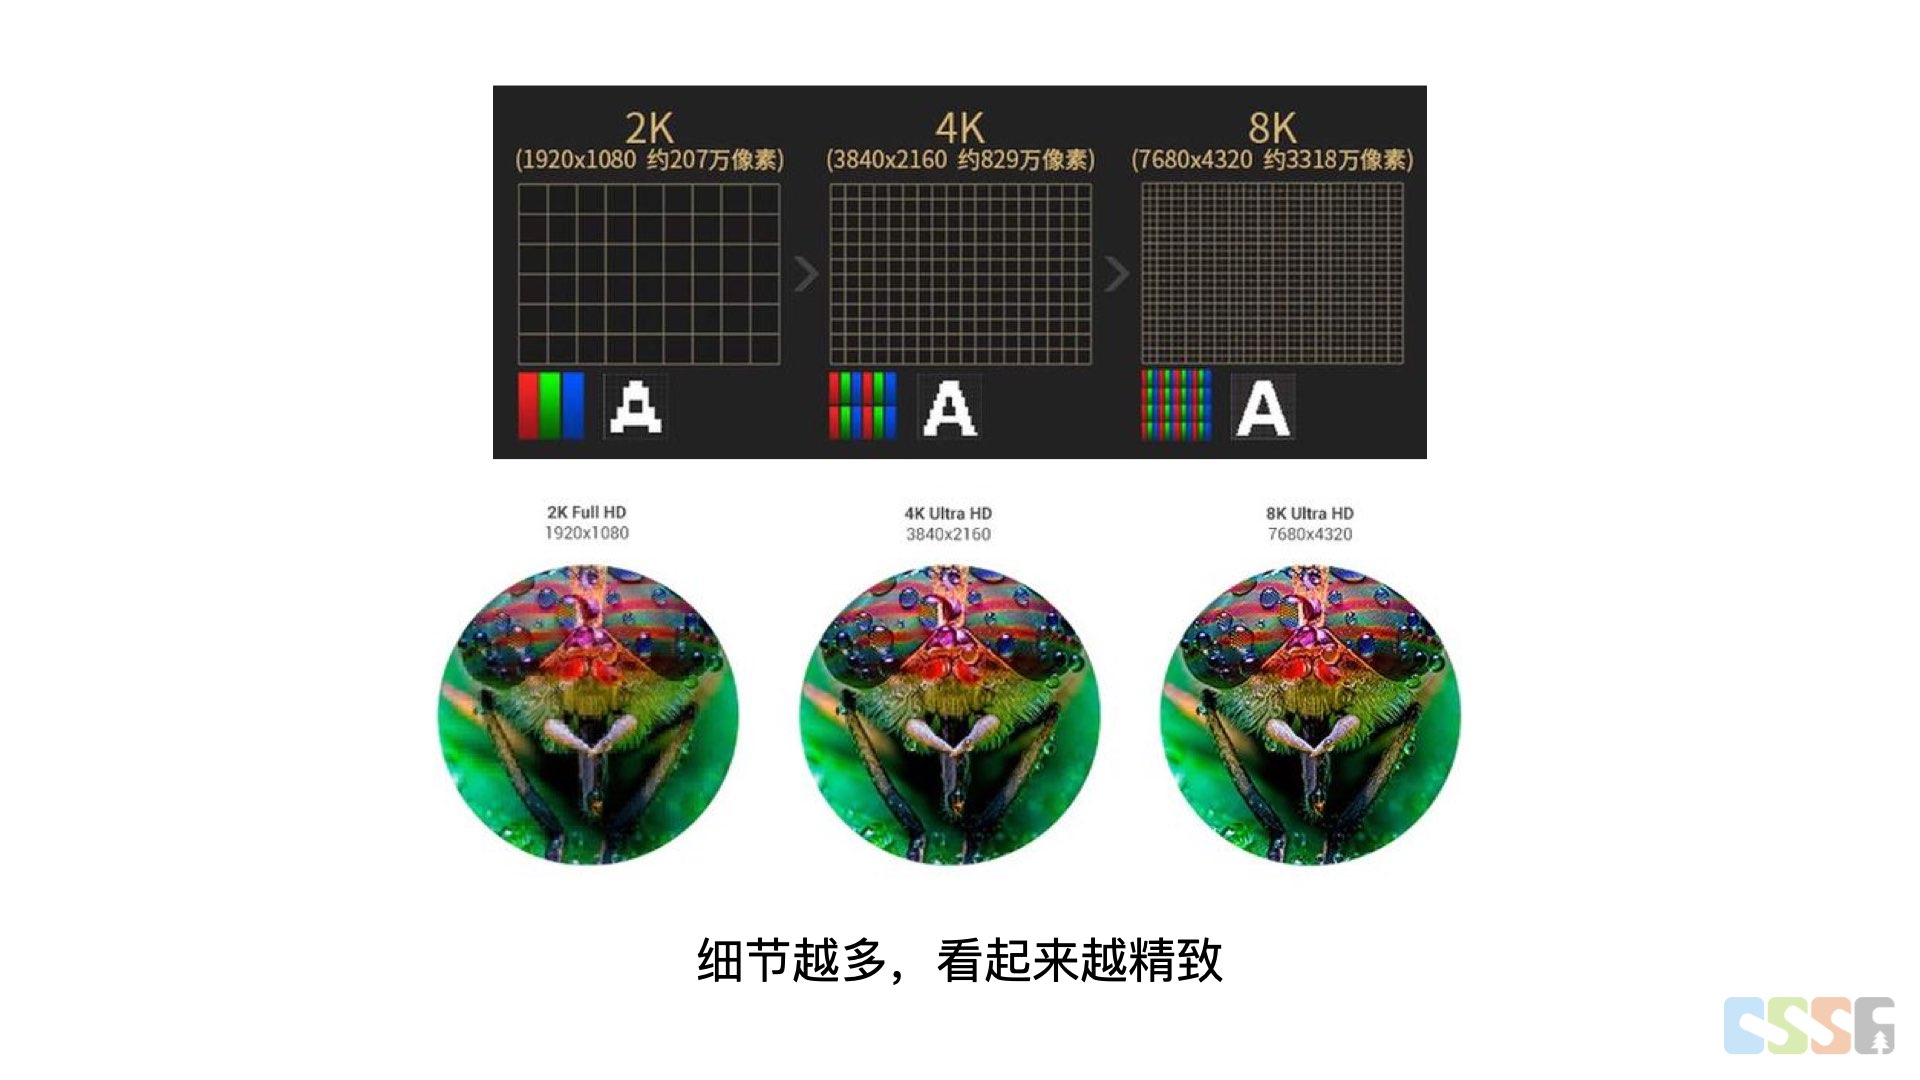 2K
(1920x1080 约207万像素)
4K
(3840x2160 约829万像素)
8K
(7680x4320 约3318万像素)
A
A
A
2K Full HD
1920x1080
4K Ultra HD
3840x2160
8K Ultra HD
7680x4320
细节越多，看起来越精致
CSSG